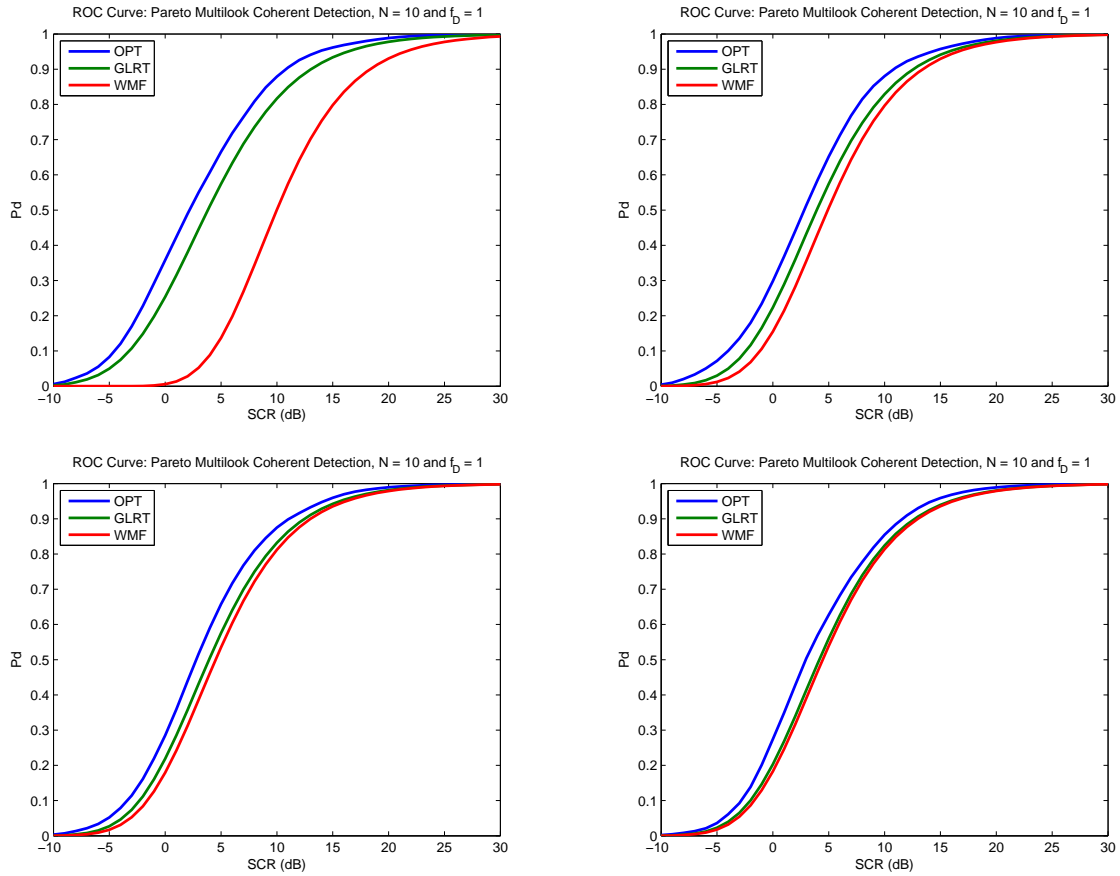 ROC Curve: Pareto Multilook Coherent Detection, N = 10 and f_D = 1
OPT
GLRT
WMF
1
0.9
0.8
0.7
0.6
0.5
0.4
0.3
0.2
0.1
0
Pd
−10 −5 0 5 10 15 20 25 30
SCR (dB)
ROC Curve: Pareto Multilook Coherent Detection, N = 10 and f_D = 1
OPT
GLRT
WMF
1
0.9
0.8
0.7
0.6
0.5
0.4
0.3
0.2
0.1
0
Pd
−10 −5 0 5 10 15 20 25 30
SCR (dB)
ROC Curve: Pareto Multilook Coherent Detection, N = 10 and f_D = 1
OPT
GLRT
WMF
1
0.9
0.8
0.7
0.6
0.5
0.4
0.3
0.2
0.1
0
Pd
−10 −5 0 5 10 15 20 25 30
SCR (dB)
ROC Curve: Pareto Multilook Coherent Detection, N = 10 and f_D = 1
OPT
GLRT
WMF
1
0.9
0.8
0.7
0.6
0.5
0.4
0.3
0.2
0.1
0
Pd
−10 −5 0 5 10 15 20 25 30
SCR (dB)